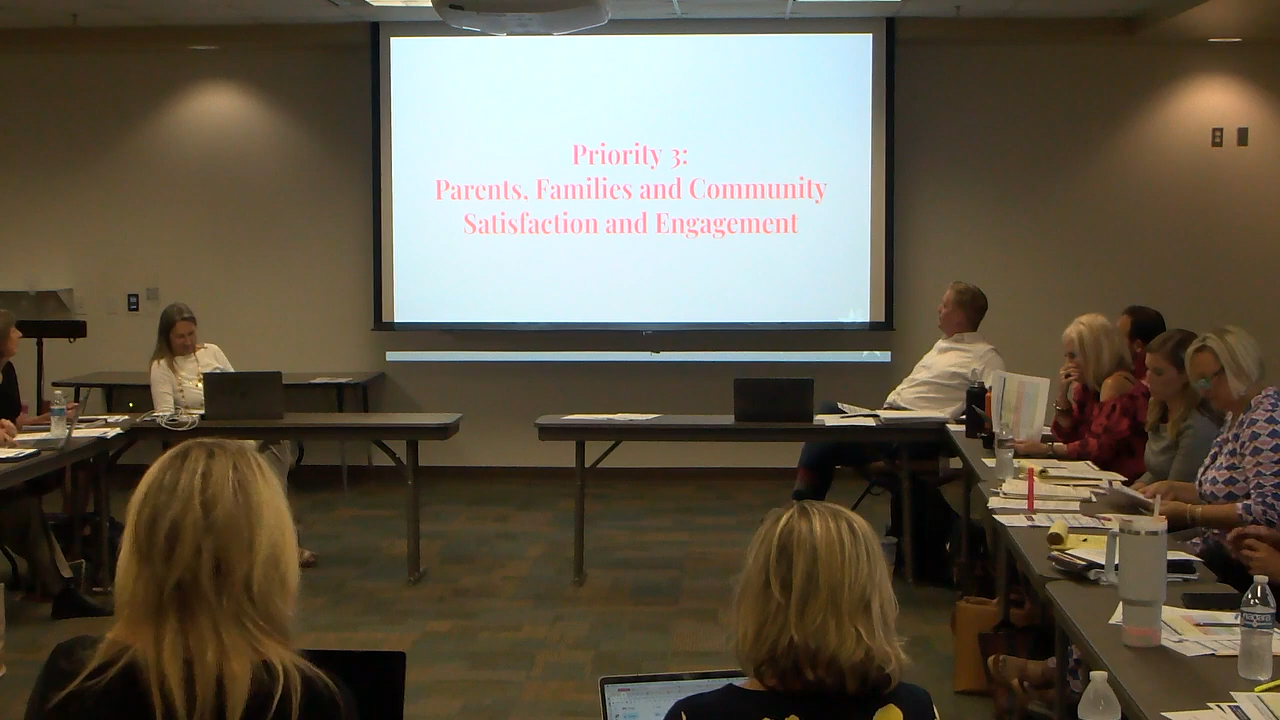 Priority 3:
Parents, Families and Community
Satisfaction and Engagement